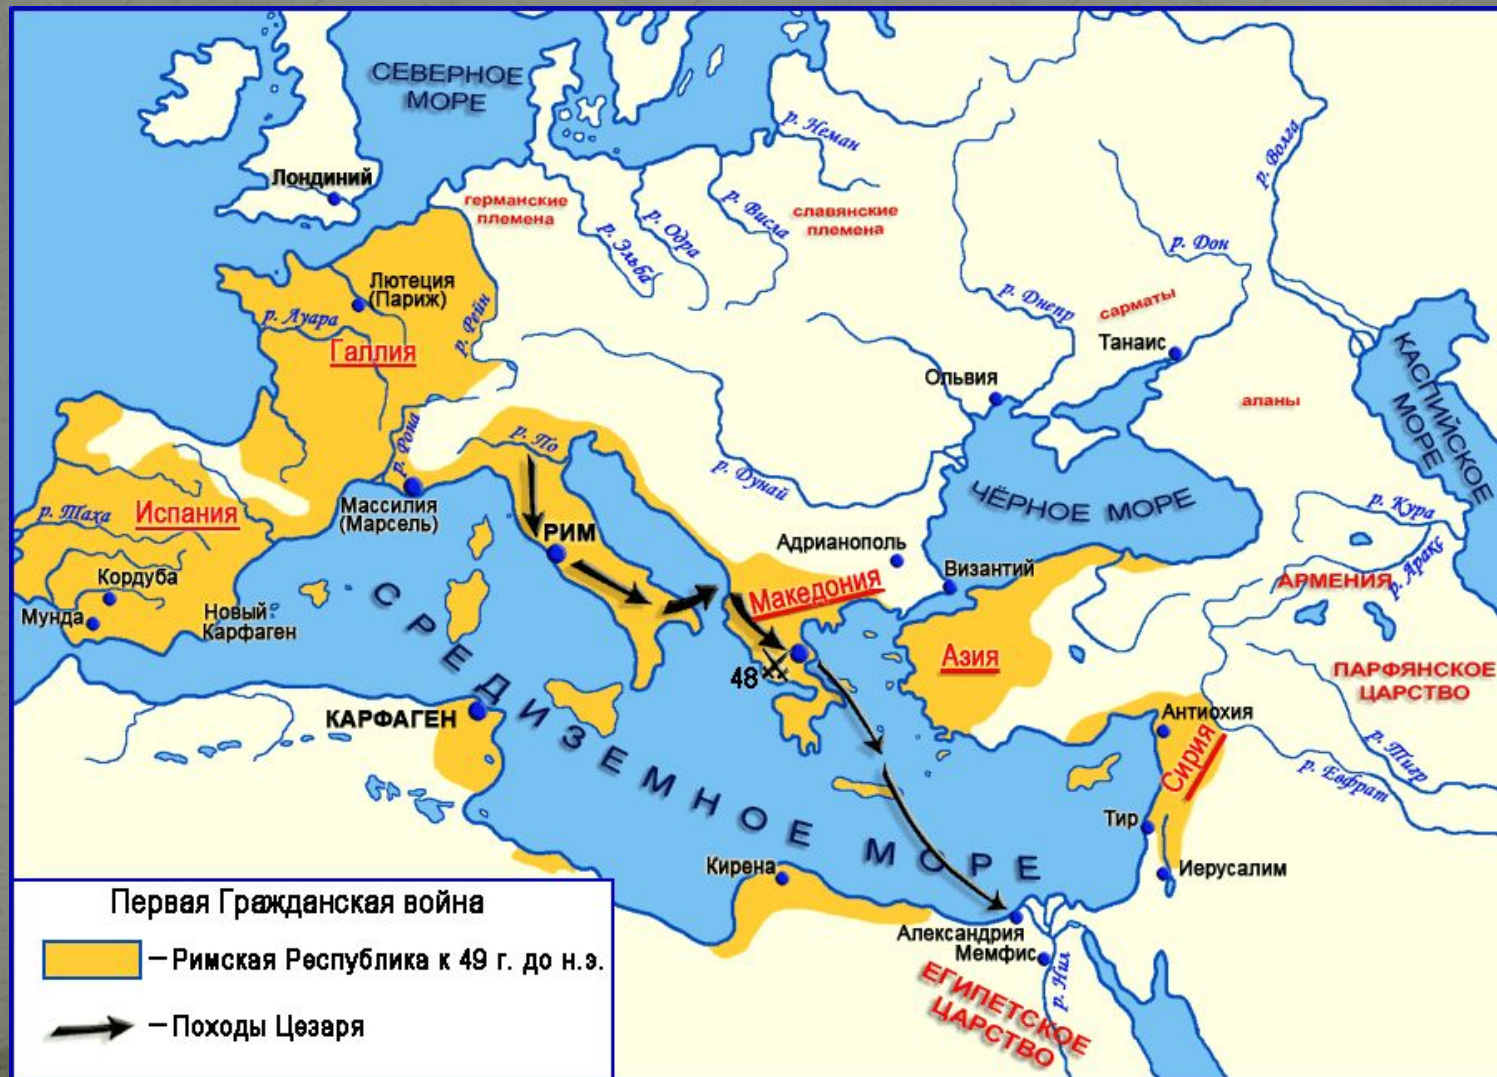 СЕВЕРНОЕ
МОРЕ
р. Неман
р. Волга
Лондиний
германские
племена
р. Эльба
р. Одра
р. Висла
славянские
племена
р. Дон
Лютеция
(Париж)
р. Луара
р. Рейн
Галлия
р. Днепр
сарматы
Танаис
Ольвия
аланы
КАСПИЙСКОЕ
МОРЕ
р. Рона
р. По
р. Дунай
ЧЁРНОЕ МОРЕ
р. Кура
р. Аракс
АРМЕНИЯ
Массилия
(Марсель)
Испания
р. Таха
РИМ
Адрианополь
Византий
Македония
Кордуба
Мунда
Новый
Карфаген
Азия
ПАРФЯНСКОЕ
ЦАРСТВО
48
КАРФАГЕН
СРЕДИЗЕМНОЕ МОРЕ
Антиохия
Сирия
р. Тигр
р. Евфрат
Тир
Кирена
Иерусалим
Александрия
Мемфис
р. Нил
ЕГИПЕТСКОЕ
ЦАРСТВО
Первая Гражданская война
– Римская Республика к 49 г. до н.э.
– Походы Цезаря